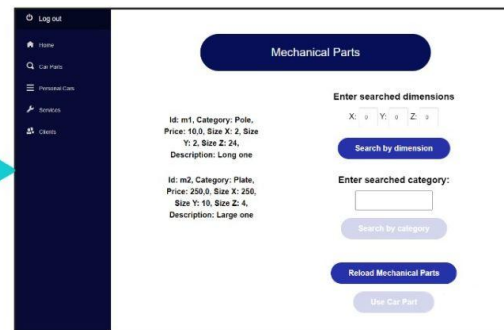 Log out
Home
Car Parts
Personal Cars
Services
Clients
Mechanical Parts
Id: m1, Category: Pole,
Price: 10,0, Size X: 2, Size
Y: 2, Size Z: 24,
Description: Long one
Id: m2, Category: Plate,
Price: 250,0, Size X: 250,
Size Y: 10, Size Z: 4,
Description: Large one
Enter searched dimensions
X: 0 Y: 0 Z: 0
Search by dimension
Enter searched category:
Search by category
Reload Mechanical Parts
Use Car Part